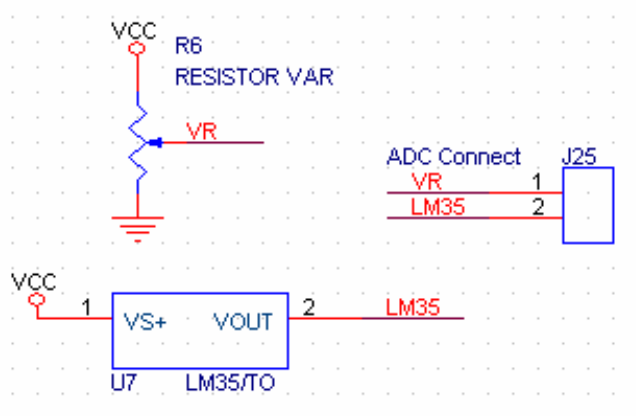 VCC
R6
RESISTOR VAR
VR
ADC Connect J25
VR 1
LM35 2
VCC
1 VS+ VOUT 2 LM35
U7 LM35/TO